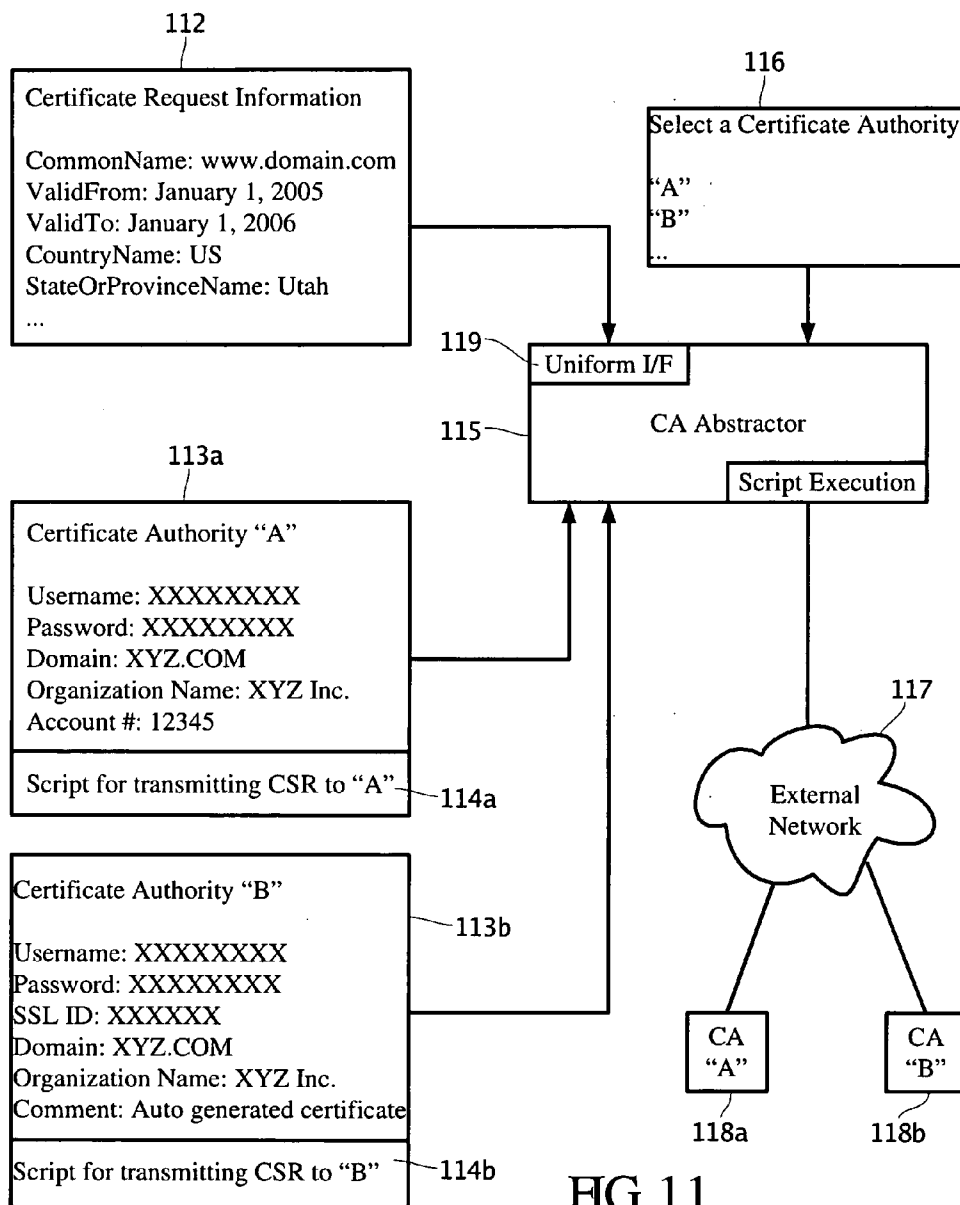 112
Certificate Request Information
CommonName: www.domain.com
ValidFrom: January 1, 2005
ValidTo: January 1, 2006
CountryName: US
StateOrProvinceName: Utah
...
116
Select a Certificate Authority
“A”
“B”
...
119
Uniform I/F
115
CA Abstractor
Script Execution
113a
Certificate Authority “A”
Username: XXXXXXXX
Password: XXXXXXXX
Domain: XYZ.COM
Organization Name: XYZ Inc.
Account #: 12345
Script for transmitting CSR to “A”
114a
Certificate Authority “B”
113b
Username: XXXXXXXX
Password: XXXXXXXX
SSL ID: XXXXXX
Domain: XYZ.COM
Organization Name: XYZ Inc.
Comment: Auto generated certificate
Script for transmitting CSR to “B”
114b
117
External
Network
CA
“A”
118a
CA
“B”
118b
FIG 11